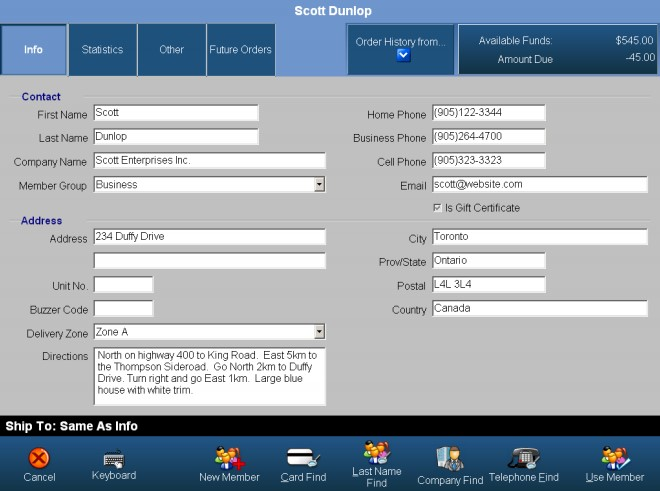 Scott Dunlop
Info
Statistics
Other
Future Orders
Order History from...
Available Funds: $545.00
Amount Due -45.00
Contact
First Name Scott
Last Name Dunlop
Company Name Scott Enterprises Inc.
Member Group Business
Home Phone (905)122-3344
Business Phone (905)264-4700
Cell Phone (905)323-3323
Email scott@website.com
Is Gift Certificate
Address
Address 234 Duffy Drive
Unit No.
Buzzer Code
Delivery Zone Zone A
Directions North on highway 400 to King Road. East 5km to
the Thompson Sideroad. Go North 2km to Duffy
Drive. Turn right and go East 1km. Large blue
house with white trim.
City Toronto
Prov/State Ontario
Postal L4L 3L4
Country Canada
Ship To: Same As Info
Cancel
Keyboard
New Member
Card Find
Last Name
Find
Company Find
Telephone Find
Use Member